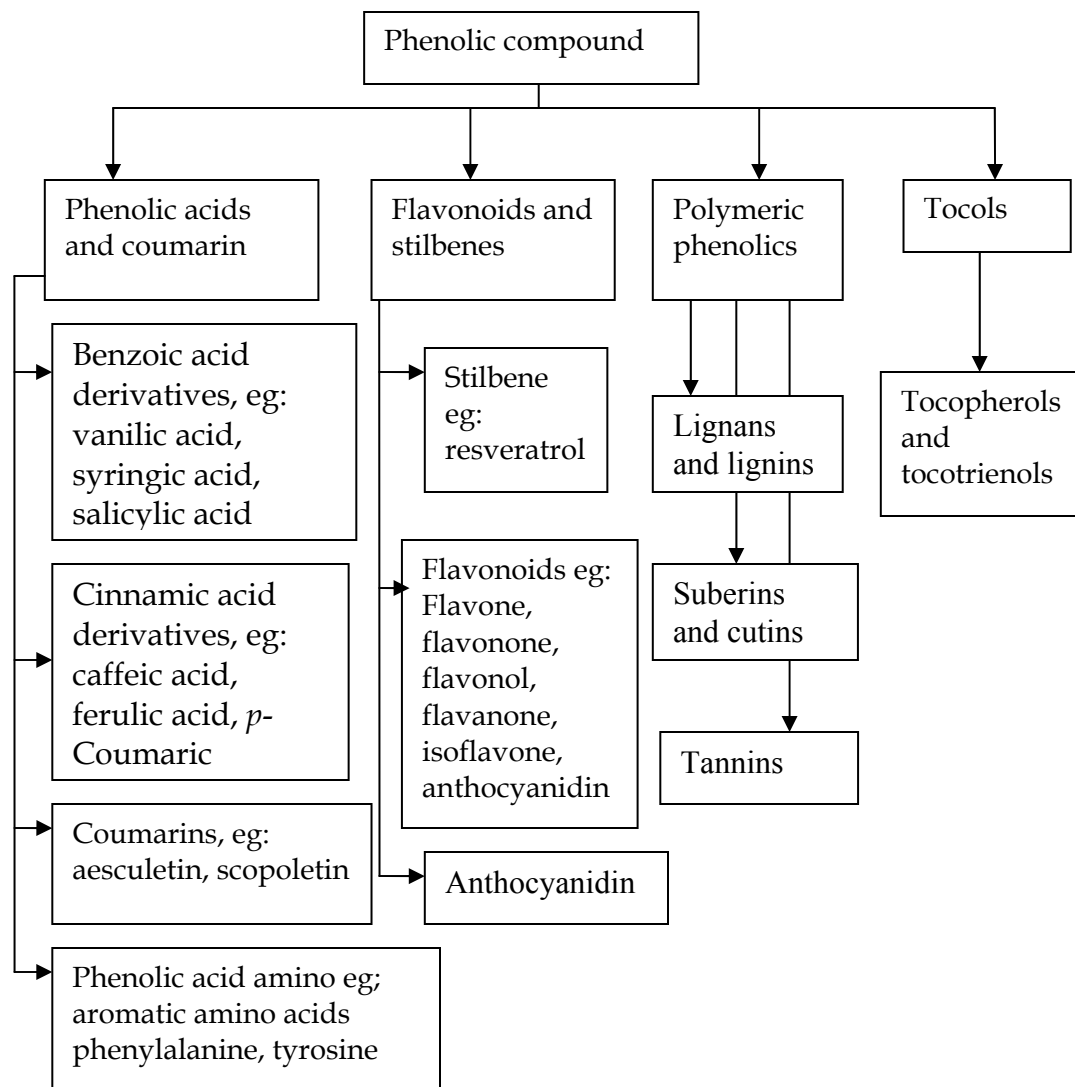 Phenolic compound
Phenolic acids
and coumarin
Flavonoids and
stilbenes
Polymeric
phenolics
Tocols
Benzoic acid
derivatives, eg:
vanilic acid,
syringic acid,
salicylic acid
Cinnamic acid
derivatives, eg:
caffeic acid,
ferulic acid, p-
Coumaric
Coumarins, eg:
aesculetin, scopoletin
Phenolic acid amino eg;
aromatic amino acids
phenylalanine, tyrosine
Stilbene
eg:
resveratrol
Flavonoids eg:
Flavone,
flavonone,
flavonol,
flavanone,
isoflavone,
anthocyanidin
Anthocyanidin
Lignans
and lignins
Suberins
and cutins
Tannins
Tocopherols
and
tocotrienols